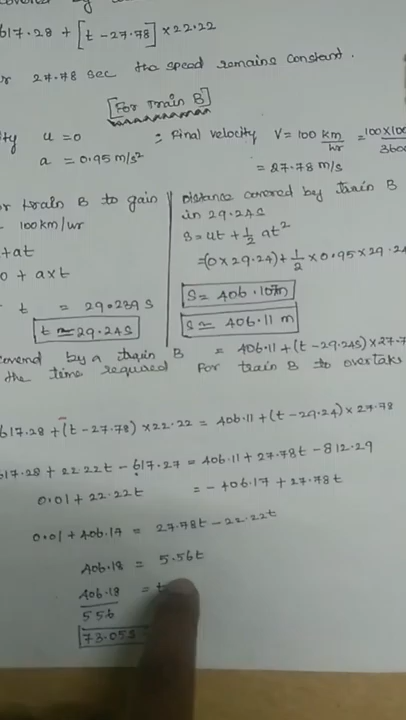 617.28 + [t - 27.78] × 22.22
27.78 sec the speed remains constant.
[For Train B]
u = 0
∴ Final velocity V = 100 km/hr =
a = 0.95 m/s²
= 27.78 m/s
train B to gain
100 km/hr
+ at
0 + a×t
t = 29.239 s
t ≃ 29.24 s
Distance covered by train B
in 29.24 s
S = ut + 1/2 at²
= (0 × 29.24) + 1/2 × 0.95 × 29.24
S = 406.107m
S ≃ 406.11 m
by a train B = 406.11 + (t - 29.24s) × 27.7
the time required For train B to overtak
617.28 + (t - 27.78) × 22.22 = 406.11 + (t - 29.24) × 27.78
617.28 + 22.22t - 617.27 = 406.11 + 27.78t - 812.29
0.01 + 22.22t = - 406.17 + 27.78t
0.01 + 406.17 = 27.78t - 22.22t
406.18 = 5.56t
406.18 = t
556
73.055